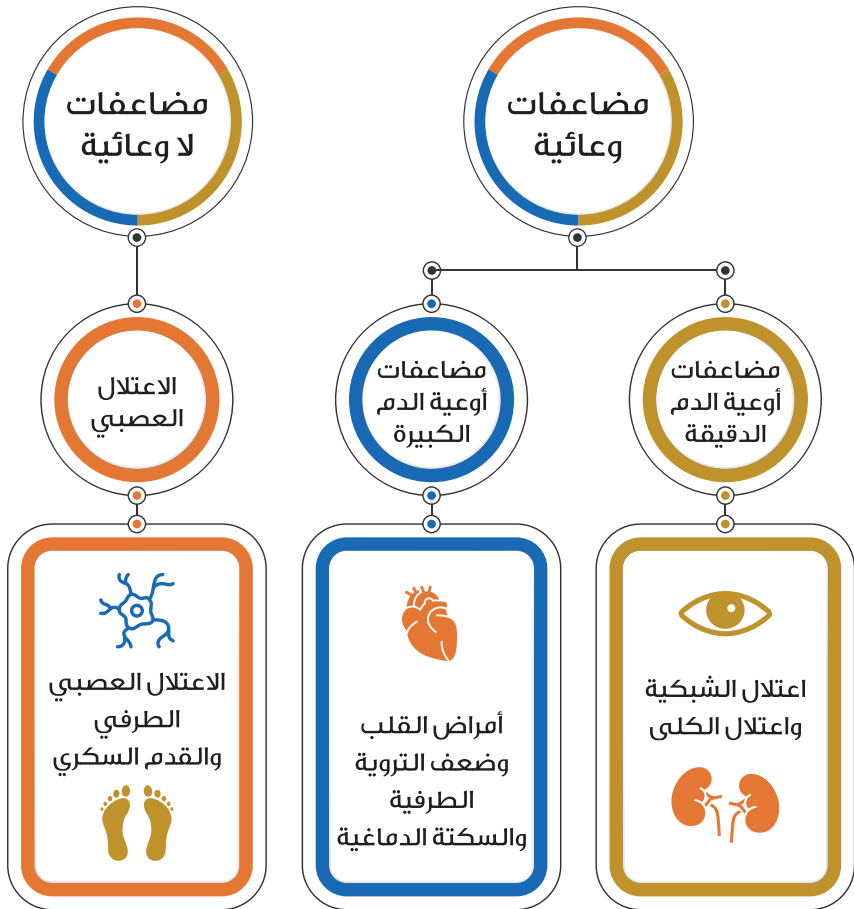 مضاعفات
وعائية
مضاعفات
لا وعائية
مضاعفات
أوعية الدم
الدقيقة
مضاعفات
أوعية الدم
الكبيرة
الاعتلال
العصبي
اعتلال الشبكية
واعتلال الكلى
أمراض القلب
وضعف التروية
الطرفية
والسكتة الدماغية
الاعتلال العصبي
الطرفي
والقدم السكري